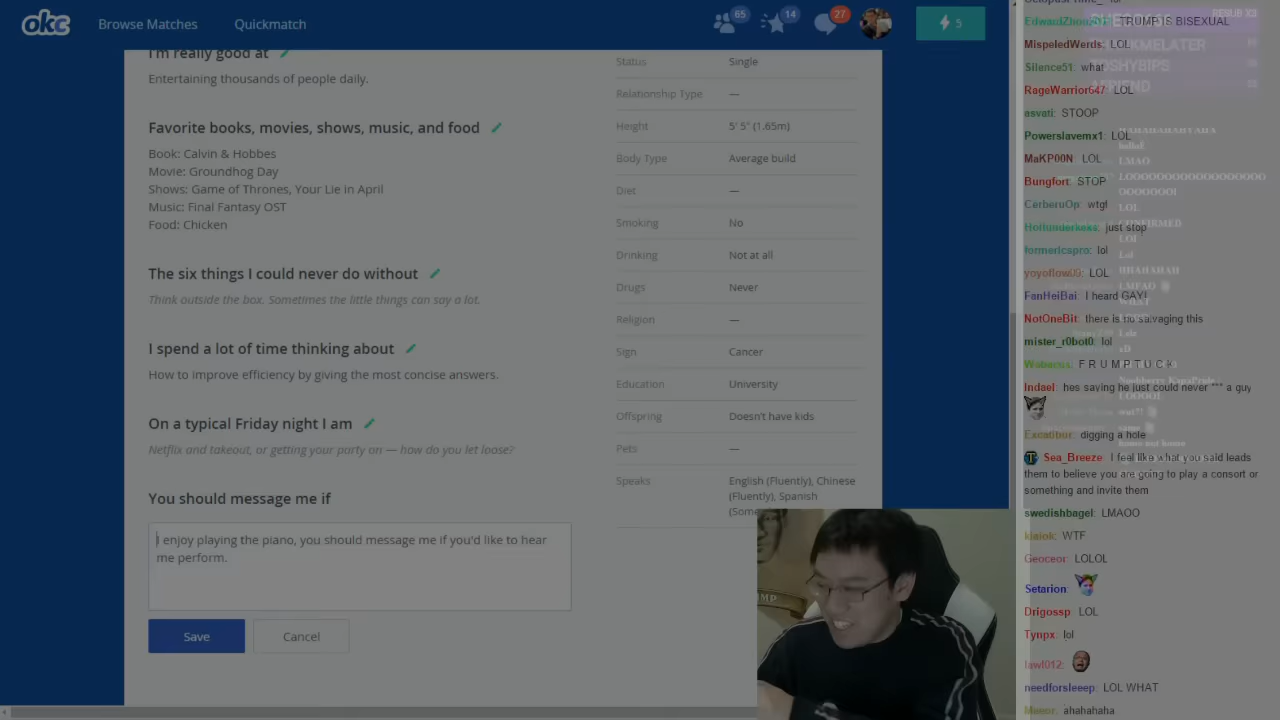 okc
Browse Matches
Quickmatch
65
14
27
5
I'm really good at
Entertaining thousands of people daily.
Favorite books, movies, shows, music, and food
Book: Calvin & Hobbes
Movie: Groundhog Day
Shows: Game of Thrones, Your Lie in April
Music: Final Fantasy OST
Food: Chicken
The six things I could never do without
Think outside the box. Sometimes the little things can say a lot.
I spend a lot of time thinking about
How to improve efficiency by giving the most concise answers.
On a typical Friday night I am
Netflix and takeout, or getting your party on — how do you let loose?
You should message me if
I enjoy playing the piano, you should message me if you'd like to hear
me perform.
Save
Cancel
Status Single
Relationship Type —
Height 5' 5" (1.65m)
Body Type Average build
Diet —
Smoking No
Drinking Not at all
Drugs Never
Religion —
Sign Cancer
Education University
Offspring Doesn't have kids
Pets —
Speaks English (Fluently), Chinese
(Fluently), Spanish
TRUMP IS BISEXUAL
MispeledWerds: LOL
Silence51: what
RageWarrior647: LOL
esvati: STOOP
Powerslavemx1: LOL
MaKP00N: LOL
Bungfort: STOP
CerberuOp: wtg!
just stop
formericspro: lol
LOL
FanHeiBai: I heard GAY!
NotOneBit: there is no salvaging this
mister_r0bot0: lol
F R U M P T U C K
Indael: hes saying he just could never *** a guy
Excalibur: digging a hole
Sea_Breeze: I feel like what you said leads
them to believe you are going to play a consort or
something and invite them
swedishbagel: LMAOO
WTF
Geoceor: LOLOL
Setarion:
Drigossp: LOL
Tynpx: lol
lawl012:
needforsleeep: LOL WHAT
ahahahaha